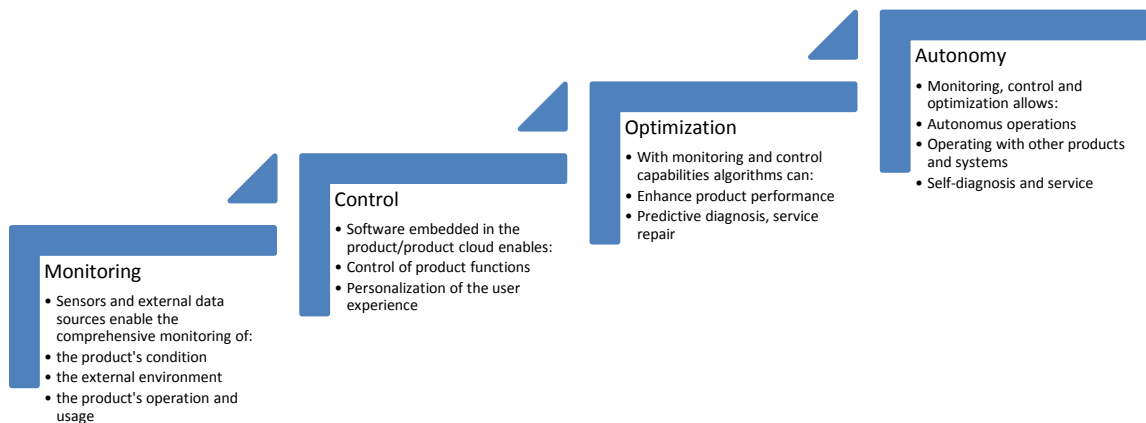 Monitoring
• Sensors and external data
sources enable the
comprehensive monitoring of:
• the product's condition
• the external environment
• the product's operation and
usage
Control
• Software embedded in the
product/product cloud enables:
• Control of product functions
• Personalization of the user
experience
Optimization
• With monitoring and control
capabilities algorithms can:
• Enhance product performance
• Predictive diagnosis, service
repair
Autonomy
• Monitoring, control and
optimization allows:
• Autonomus operations
• Operating with other products
and systems
• Self-diagnosis and service